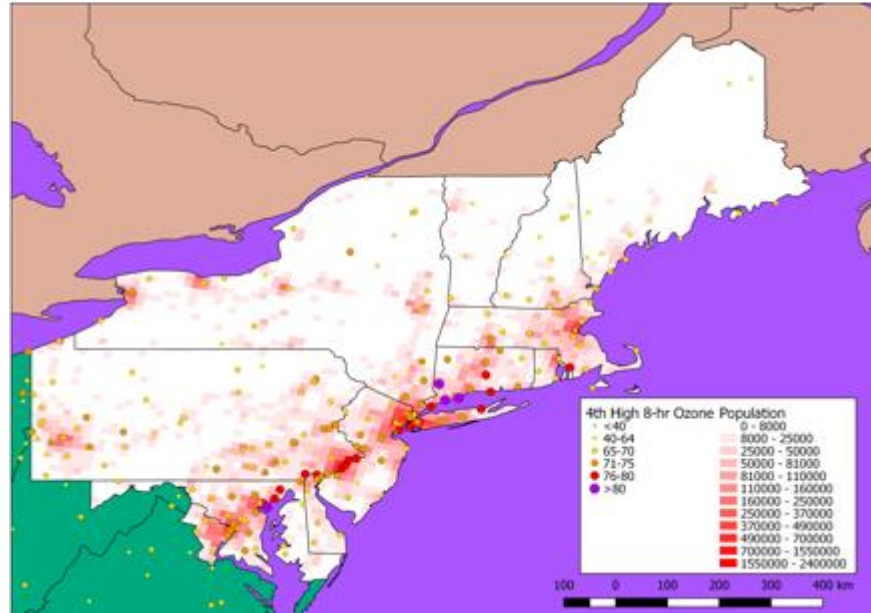 4th High 8-hr Ozone Population
<40 0 - 8000
40-64 8000 - 25000
65-70 25000 - 50000
71-75 50000 - 81000
76-80 81000 - 110000
>80 110000 - 160000
160000 - 250000
250000 - 370000
370000 - 490000
490000 - 700000
700000 - 1550000
1550000 - 2400000
100 0 100 200 300 400 km